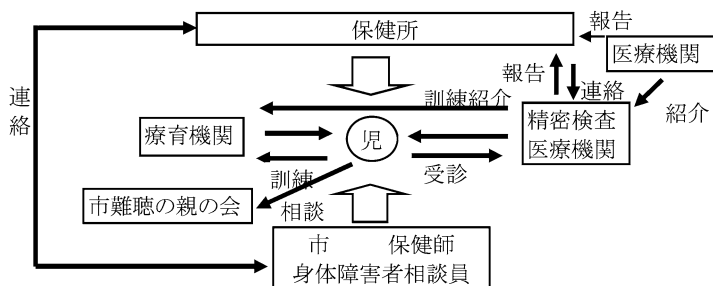 保健所
報告
医療機関
報告
連絡
紹介
連絡
訓練紹介
精密検査
医療機関
療育機関
児
受診
訓練
市難聴の親の会
相談
市　　保健師
身体障害者相談員